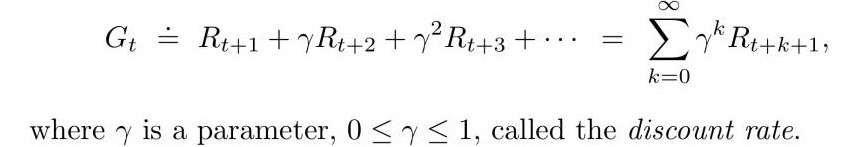 G_t ≐ R_{t+1} + γR_{t+2} + γ^2 R_{t+3} + ⋯ = ∑_{k=0}^{∞} γ^k R_{t+k+1},
where γ is a parameter, 0 ≤ γ ≤ 1, called the discount rate.